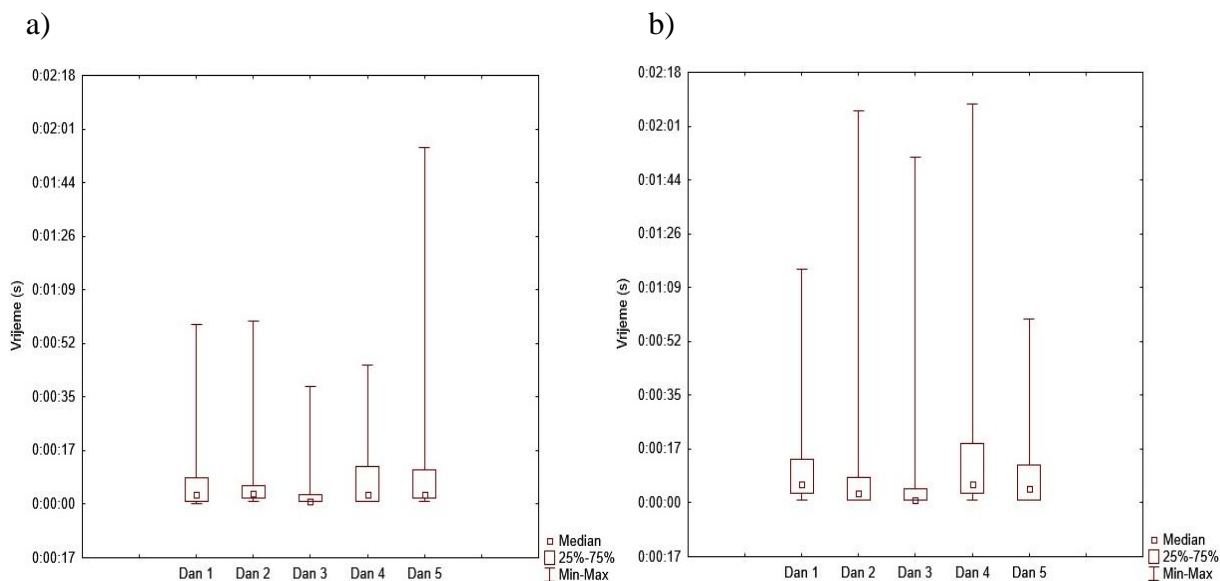 a)
0:02:18
0:02:01
0:01:44
0:01:26
0:01:09
0:00:52
0:00:35
0:00:17
0:00:00
0:00:17
Vrijeme (s)
Dan 1 Dan 2 Dan 3 Dan 4 Dan 5
Median
25%-75%
Min-Max
b)
0:02:18
0:02:01
0:01:44
0:01:26
0:01:09
0:00:52
0:00:35
0:00:17
0:00:00
0:00:17
Vrijeme (s)
Dan 1 Dan 2 Dan 3 Dan 4 Dan 5
Median
25%-75%
Min-Max